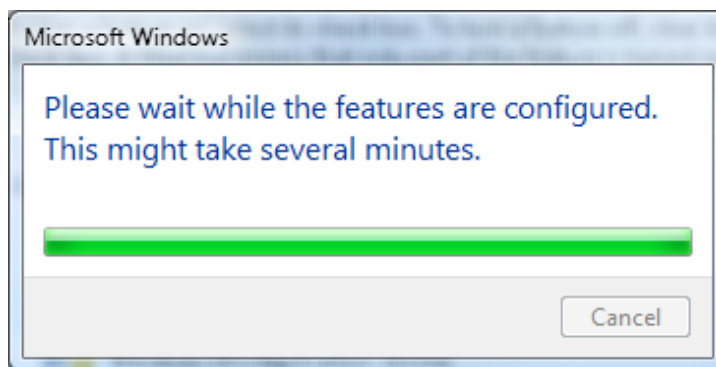 Microsoft Windows
Please wait while the features are configured.
This might take several minutes.
Cancel